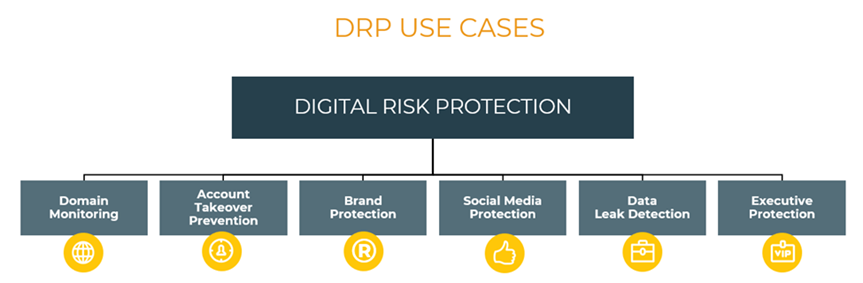 DRP USE CASES
DIGITAL RISK PROTECTION
Domain
Monitoring
Account
Takeover
Prevention
Brand
Protection
Social Media
Protection
Data
Leak Detection
Executive
Protection
R
VIP